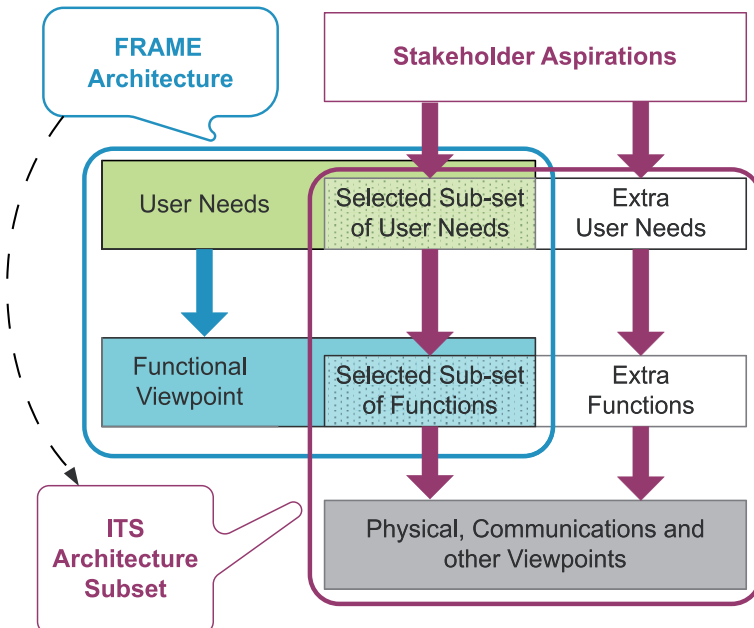 FRAME
Architecture
Stakeholder Aspirations
User Needs
Selected Sub-set
of User Needs
Extra
User Needs
Functional
Viewpoint
Selected Sub-set
of Functions
Extra
Functions
ITS
Architecture
Subset
Physical, Communications and
other Viewpoints